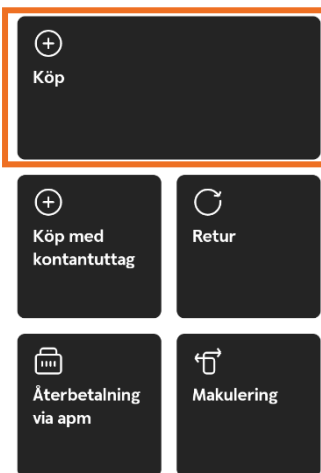 Köp
Köp med
kontantuttag
Retur
Återbetalning
via apm
Makulering